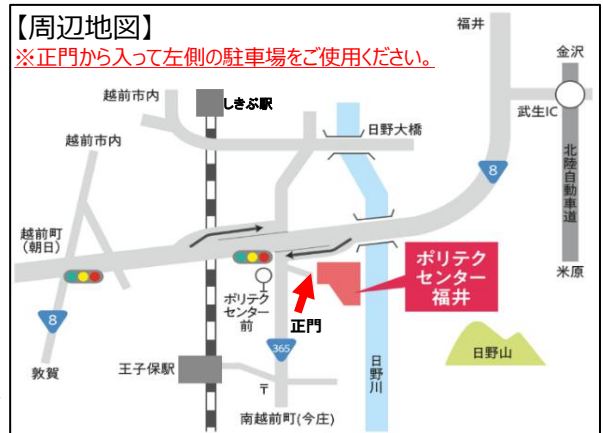 【周辺地図】
※正門から入って左側の駐車場をご使用ください。
福井
金沢
越前市内
しきぶ駅
武生IC
越前市内
日野大橋
北陸自動車道
8
越前町
(朝日)
ポリテク
センター
福井
米原
ポリテク
センター
前
正門
8
365
日野山
敦賀
王子保駅
〒
日野川
南越前町(今庄)